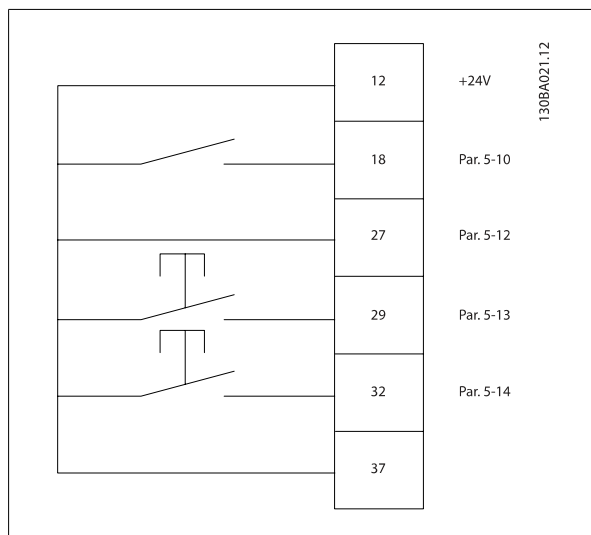 12 +24V
18 Par. 5-10
27 Par. 5-12
29 Par. 5-13
32 Par. 5-14
37
130BA021.12